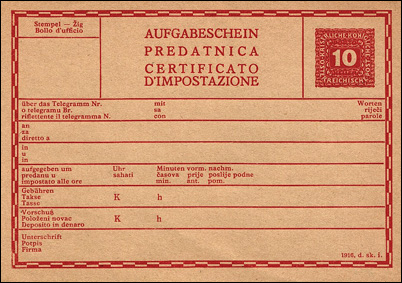 Stempel — Žig
Bollo d'ufficio
AUFGABESCHEIN
PREDATNICA
CERTIFICATO
D'IMPOSTAZIONE
10
über das Telegramm Nr. mit Worten
o telegramu Br. sa riječi
riflettente il telegramma N. con parole
an
za
diretto a
in
u
in
aufgegeben um Uhr Minuten vorm. nachm.
predano u sahati časova prije poslije podne
impostato alle ore min. ant. pom.
Gebühren
Takse K h
Tasse
Vorschuß
Položeni novac K h
Deposito in denaro
Unterschrift
Potpis
Firma
1916, d. sk. i.